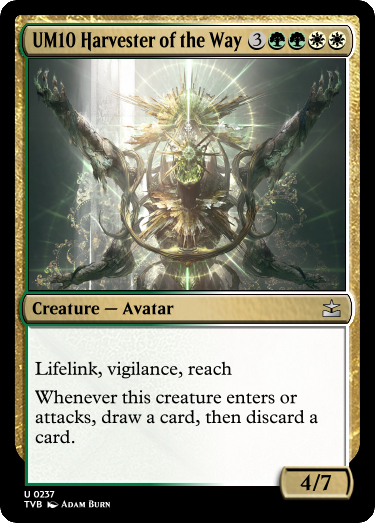 UM10 Harvester of the Way 3
Creature — Avatar
Lifelink, vigilance, reach
Whenever this creature enters or
attacks, draw a card, then discard a
card.
4/7
U 0237
TVB Adam Burn